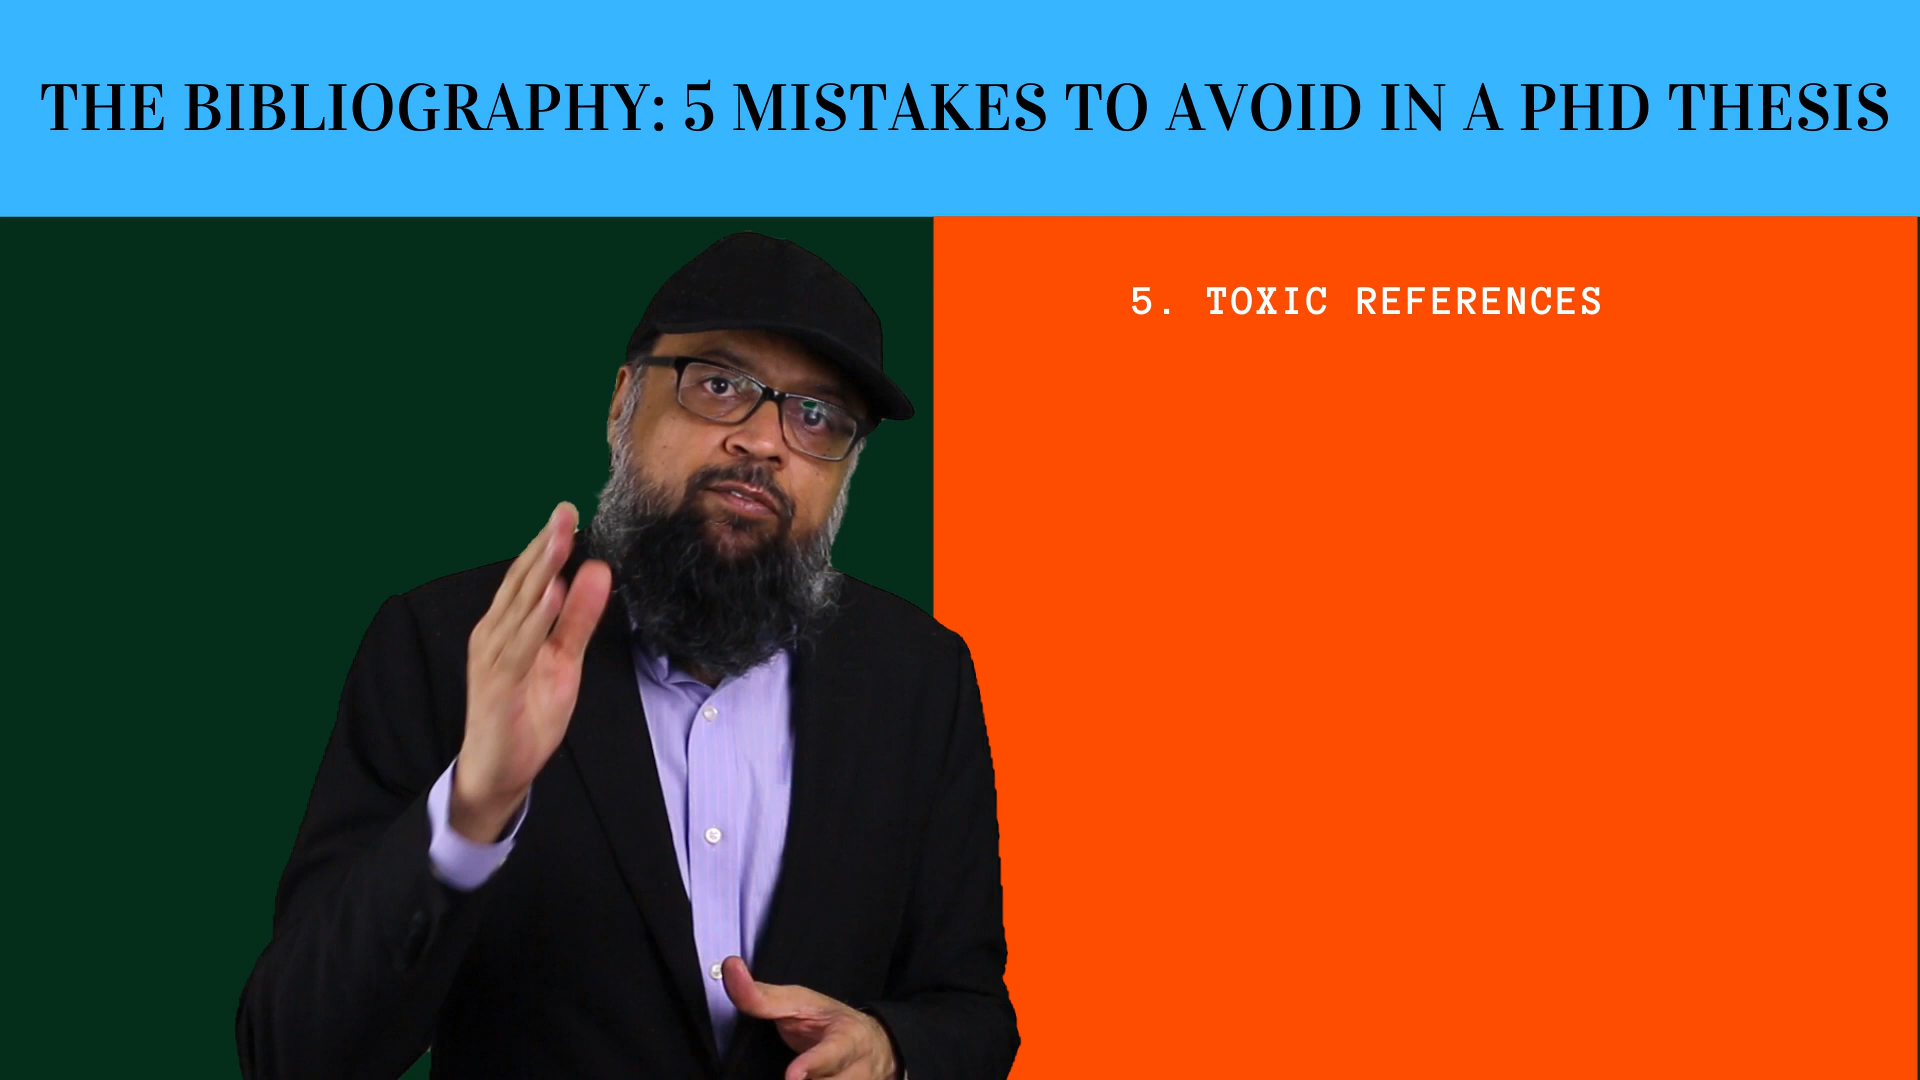 THE BIBLIOGRAPHY: 5 MISTAKES TO AVOID IN A PHD THESIS
5. TOXIC REFERENCES